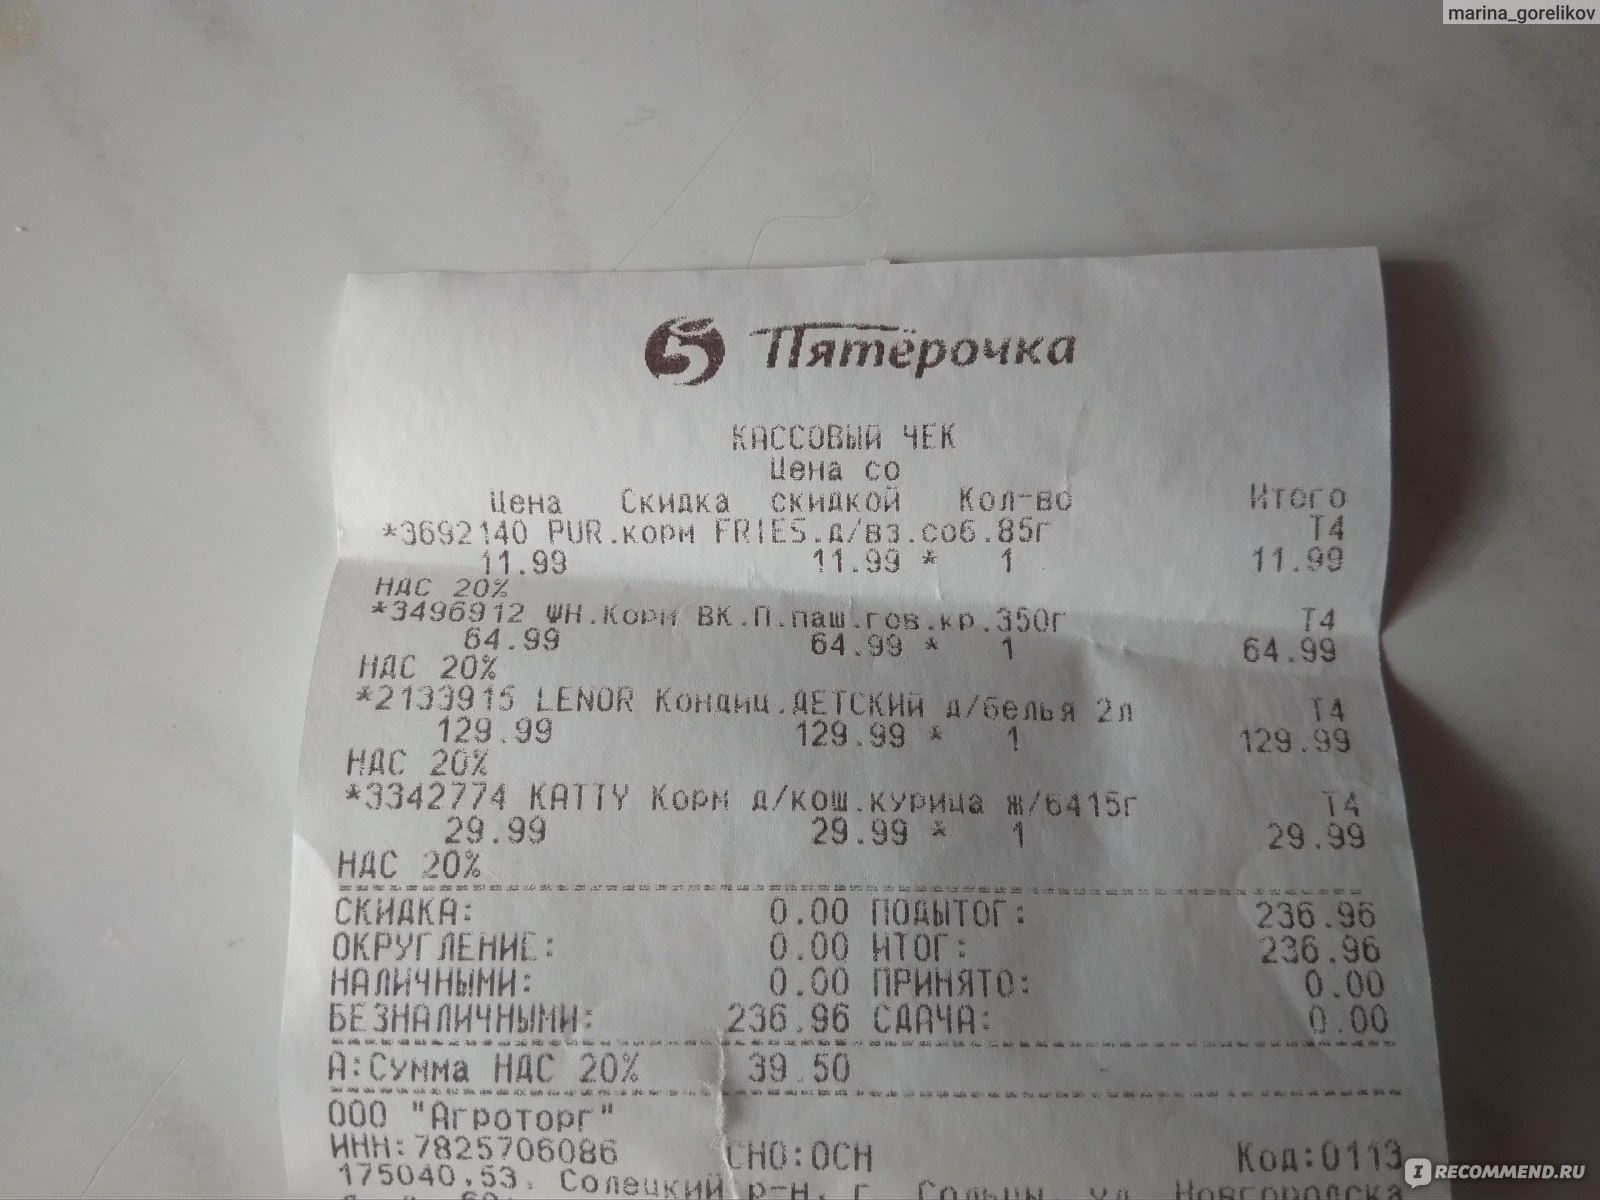 marina_gorelikov
5 Пятёрочка
КАССОВЫЙ ЧЕК
Цена со
Цена Скидка скидкой Кол-во Итого
*3692140 PUR.корм FRIES.д/вз.соб.85г Т4
11.99 11.99 * 1 11.99
НДС 20%
*3496912 ФН.Корм ВК.П.паш.гов.кр.350г Т4
64.99 64.99 * 1 64.99
НДС 20%
*2133915 LENOR Кондиц.ДЕТСКИЙ д/белья 2л Т4
129.99 129.99 * 1 129.99
НДС 20%
*3342774 KATTY Корм д/кош.курица ж/6415г Т4
29.99 29.99 * 1 29.99
НДС 20%
СКИДКА: 0.00 ПОДЫТОГ: 236.96
ОКРУГЛЕНИЕ: 0.00 ИТОГ: 236.96
НАЛИЧНЫМИ: 0.00 ПРИНЯТО: 0.00
БЕЗНАЛИЧНЫМИ: 236.96 СДАЧА: 0.00
А:Сумма НДС 20% 39.50
ООО "Агроторг"
ИНН:7825706086 СНО:ОСН Код:0113
175040,53, Солецкий р-н, г. Сольцы, ул. Новгородска
I RECOMMEND.RU